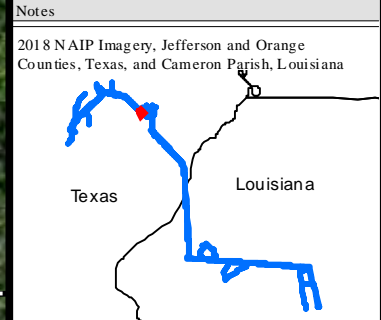 Notes
2018 NAIP Imagery, Jefferson and Orange
Counties, Texas, and Cameron Parish, Louisiana
Texas
Louisiana